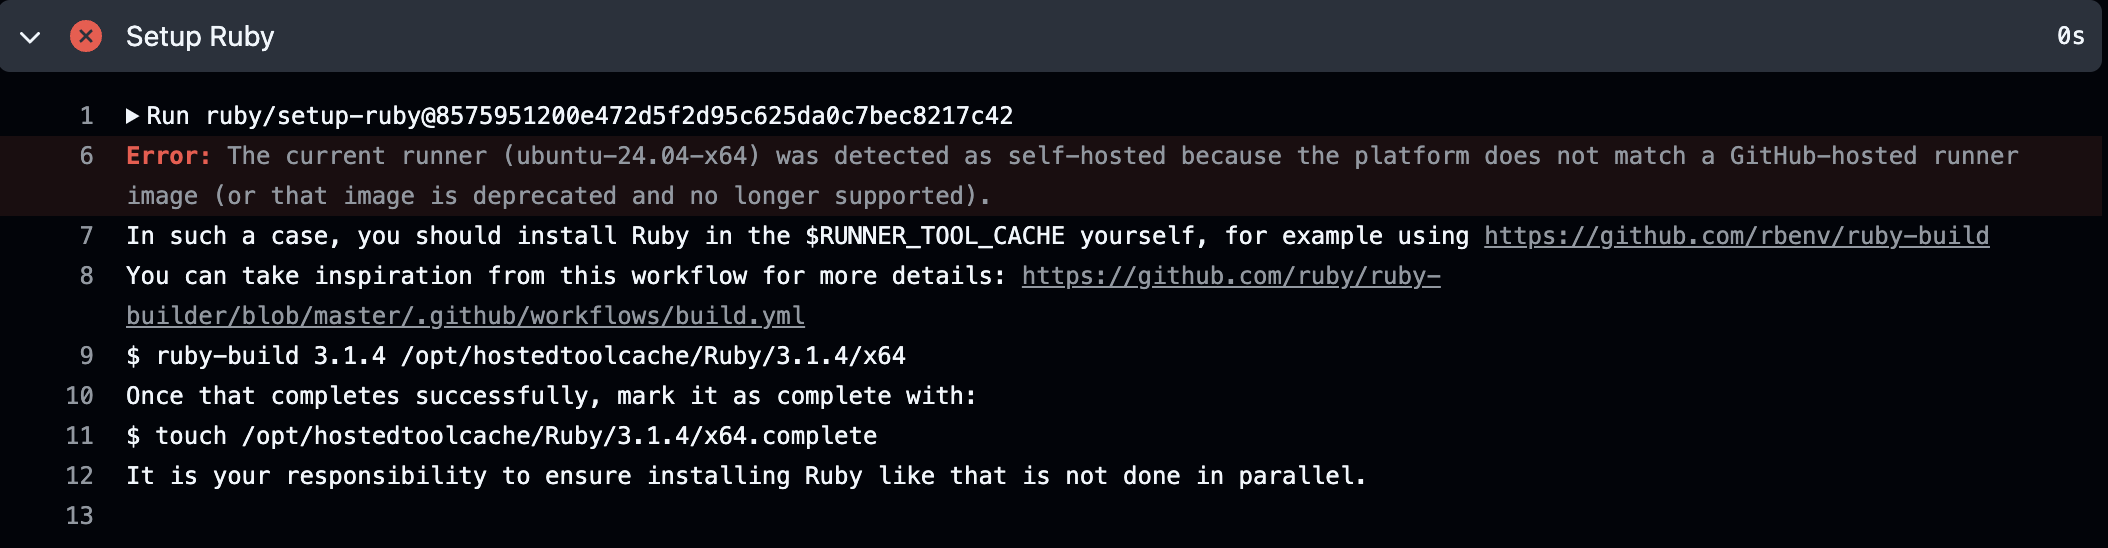 Setup Ruby 0s
1 Run ruby/setup-ruby@8575951200e472d5f2d95c625da0c7bec8217c42
6 Error: The current runner (ubuntu-24.04-x64) was detected as self-hosted because the platform does not match a GitHub-hosted runner
image (or that image is deprecated and no longer supported).
7 In such a case, you should install Ruby in the $RUNNER_TOOL_CACHE yourself, for example using https://github.com/rbenv/ruby-build
8 You can take inspiration from this workflow for more details: https://github.com/ruby/ruby-
builder/blob/master/.github/workflows/build.yml
9 $ ruby-build 3.1.4 /opt/hostedtoolcache/Ruby/3.1.4/x64
10 Once that completes successfully, mark it as complete with:
11 $ touch /opt/hostedtoolcache/Ruby/3.1.4/x64.complete
12 It is your responsibility to ensure installing Ruby like that is not done in parallel.
13